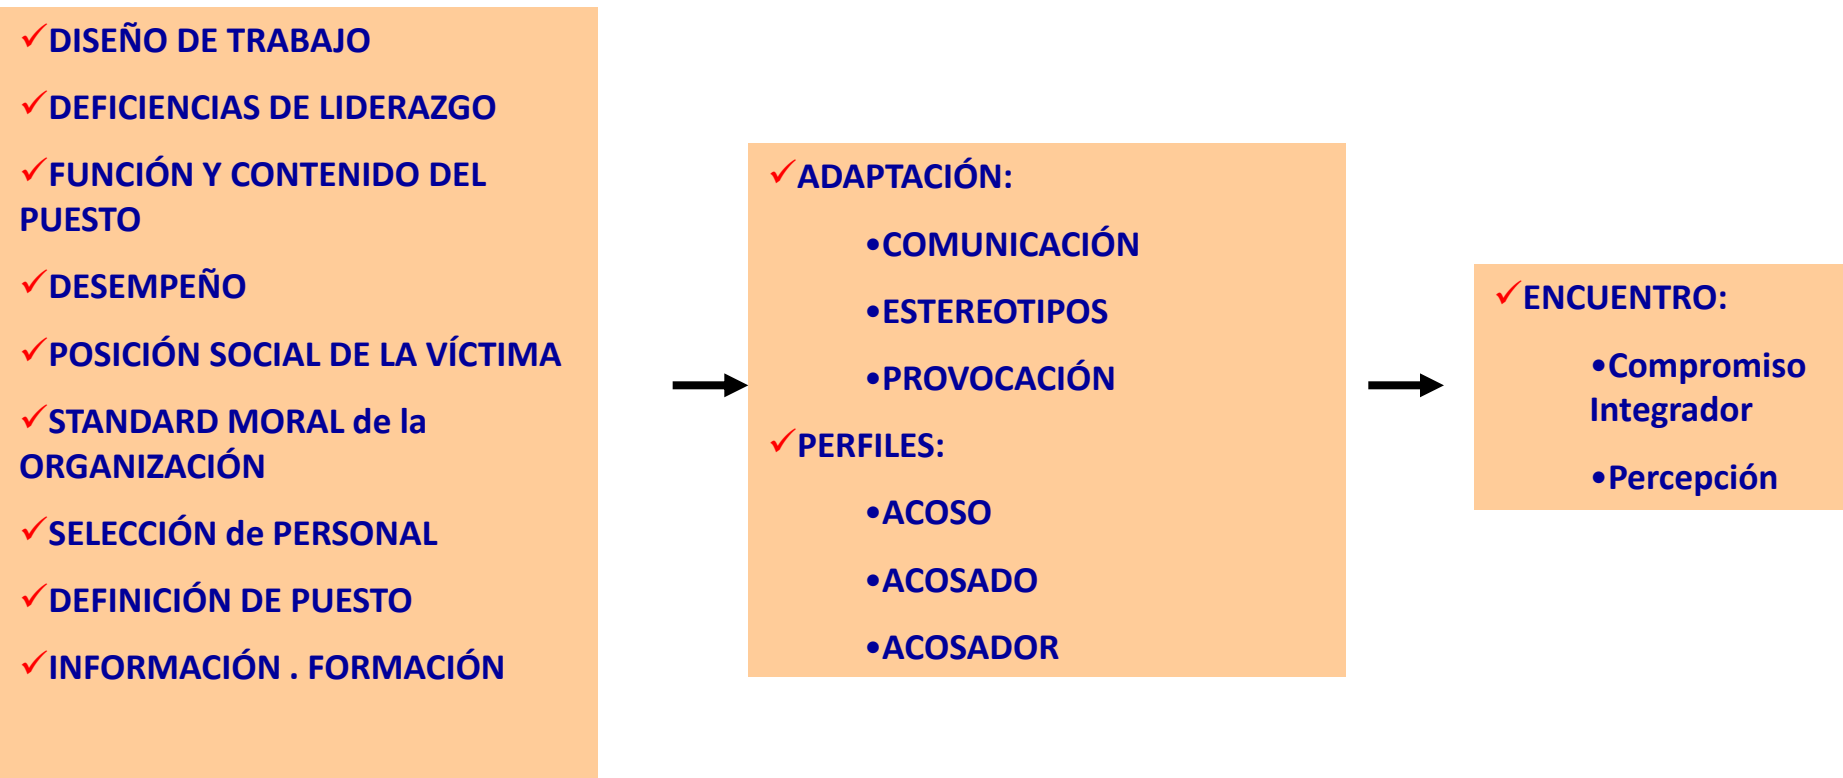 ✓DISEÑO DE TRABAJO
✓DEFICIENCIAS DE LIDERAZGO
✓FUNCIÓN Y CONTENIDO DEL
PUESTO
✓DESEMPEÑO
✓POSICIÓN SOCIAL DE LA VÍCTIMA
✓STANDARD MORAL de la
ORGANIZACIÓN
✓SELECCIÓN de PERSONAL
✓DEFINICIÓN DE PUESTO
✓INFORMACIÓN . FORMACIÓN
✓ADAPTACIÓN:
•COMUNICACIÓN
•ESTEREOTIPOS
•PROVOCACIÓN
✓PERFILES:
•ACOSO
•ACOSADO
•ACOSADOR
✓ENCUENTRO:
•Compromiso
Integrador
•Percepción